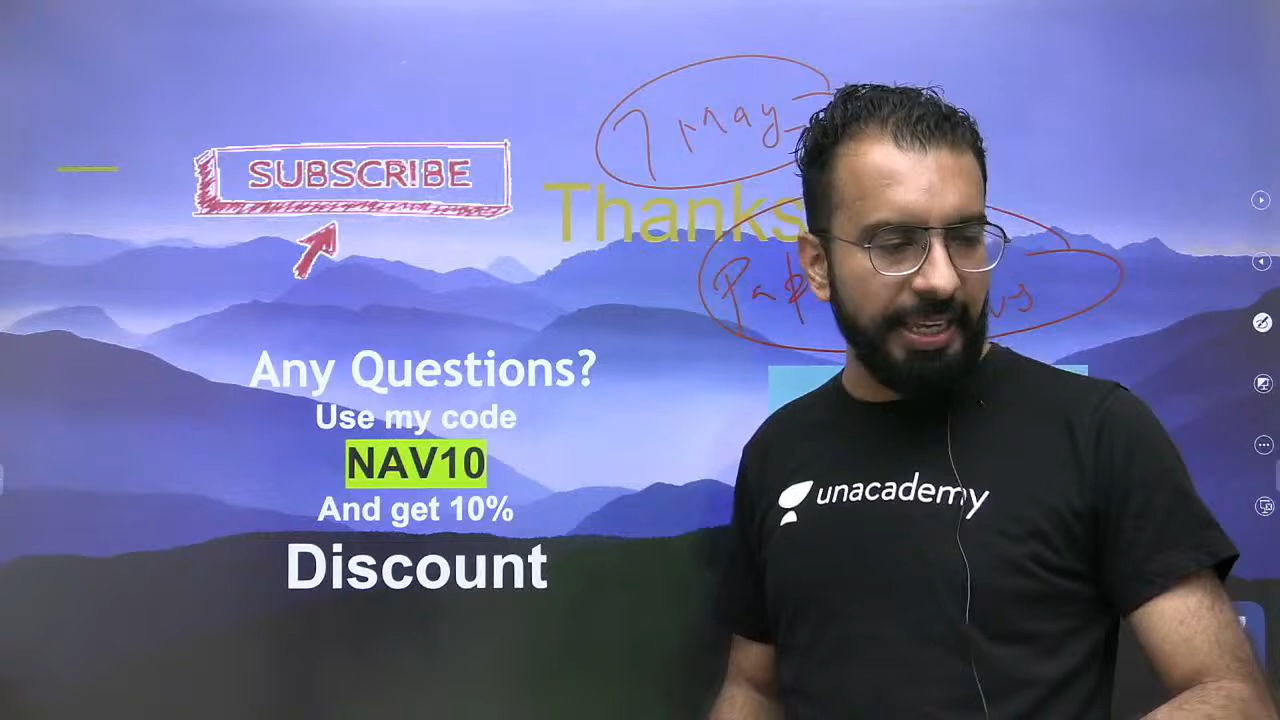 7 May
SUBSCRIBE
Thanks
Any Questions?
Use my code
NAV10
And get 10%
Discount
unacademy